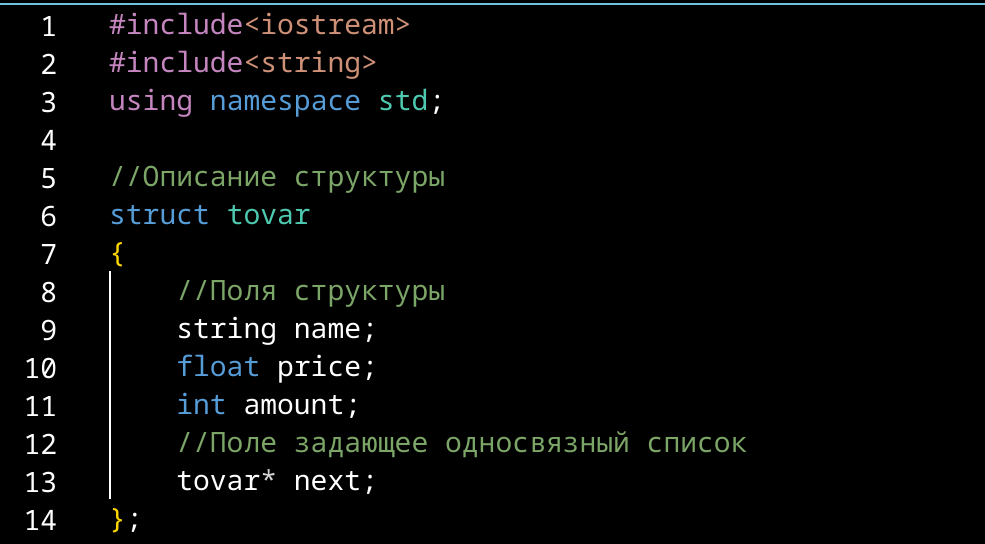 1 #include<iostream>
2 #include<string>
3 using namespace std;
4
5 //Описание структуры
6 struct tovar
7 {
8 //Поля структуры
9 string name;
10 float price;
11 int amount;
12 //Поле задающее односвязный список
13 tovar* next;
14 };